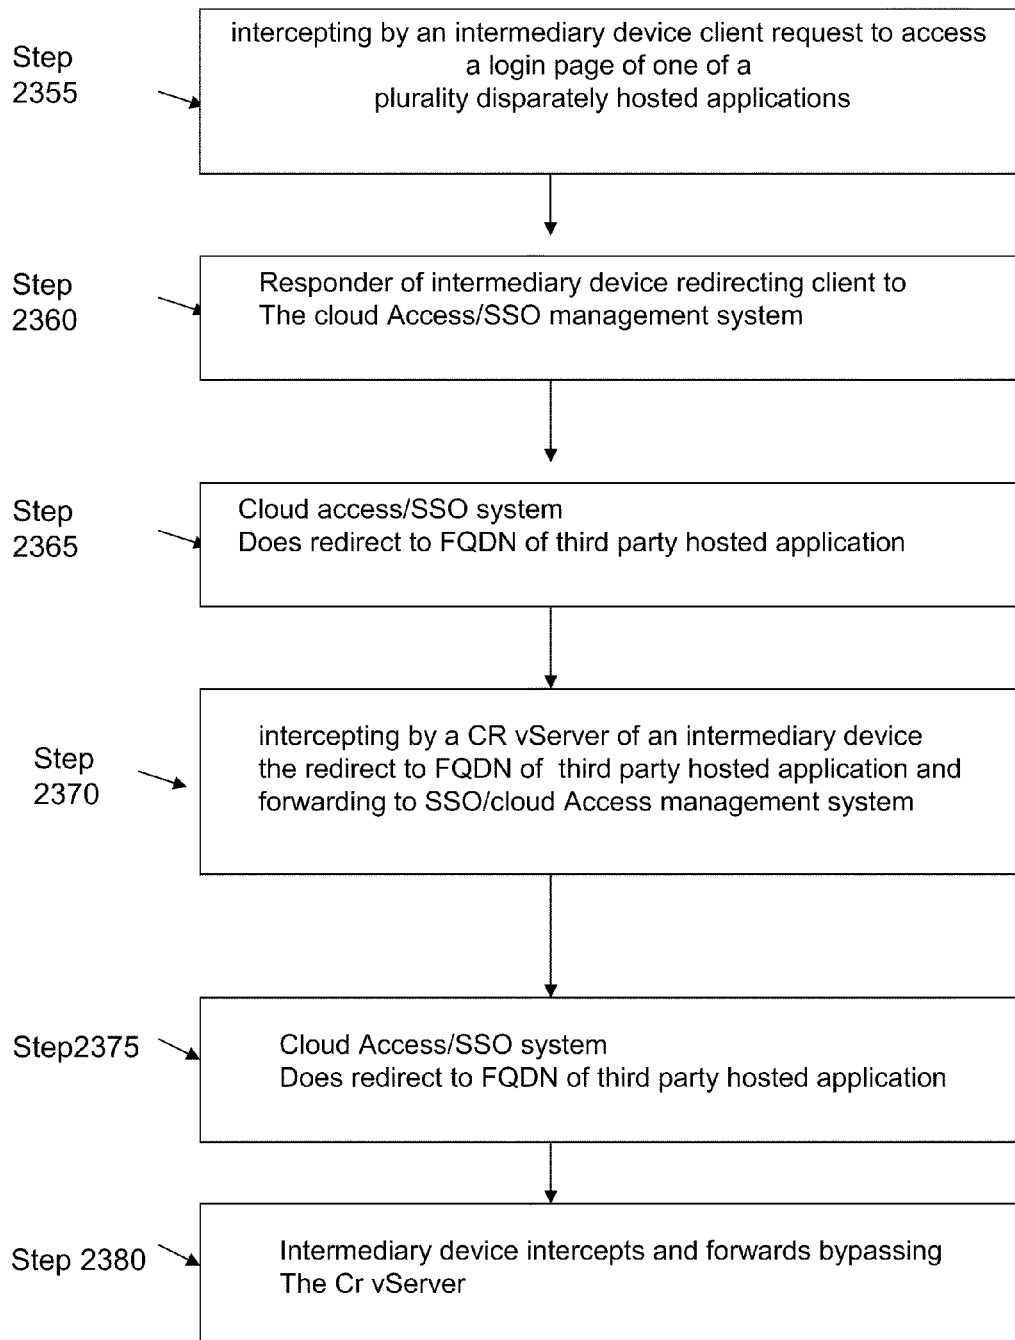 Step
2355
intercepting by an intermediary device client request to access
a login page of one of a
plurality disparately hosted applications
Step
2360
Responder of intermediary device redirecting client to
The cloud Access/SSO management system
Step
2365
Cloud access/SSO system
Does redirect to FQDN of third party hosted application
Step
2370
intercepting by a CR vServer of an intermediary device
the redirect to FQDN of third party hosted application and
forwarding to SSO/cloud Access management system
Step2375
Cloud Access/SSO system
Does redirect to FQDN of third party hosted application
Step 2380
Intermediary device intercepts and forwards bypassing
The Cr vServer